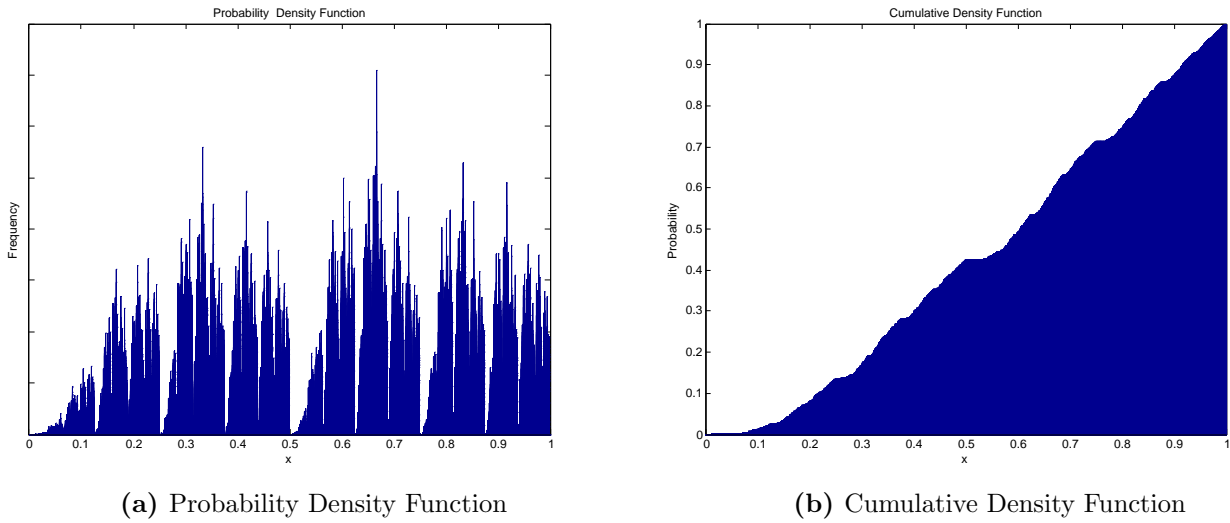 Probability Density Function
Frequency
0 0.1 0.2 0.3 0.4 0.5 0.6 0.7 0.8 0.9 1
x
(a) Probability Density Function
Cumulative Density Function
Probability
1
0.9
0.8
0.7
0.6
0.5
0.4
0.3
0.2
0.1
0
0 0.1 0.2 0.3 0.4 0.5 0.6 0.7 0.8 0.9 1
x
(b) Cumulative Density Function